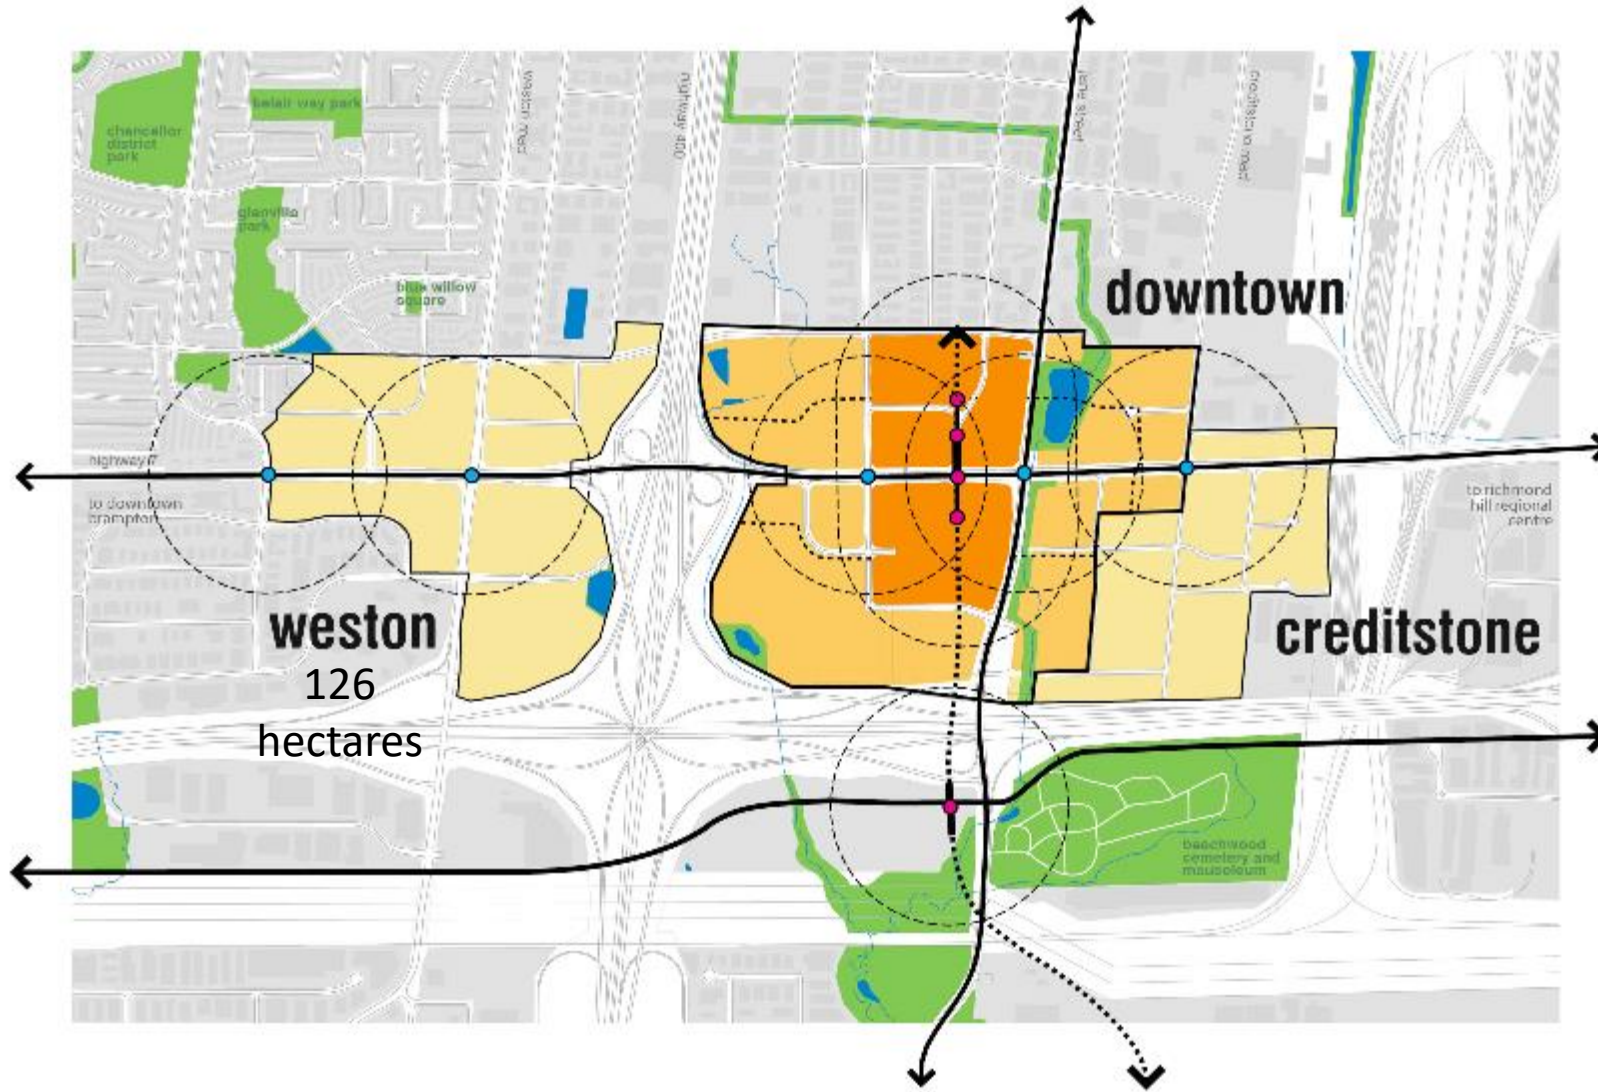 belair way park
chancellor
district
park
weston road
highway 400
jane street
creditstone road
glenville
park
blue willow
square
downtown
highway 7
to downtown
brampton
to richmond
hill regional
centre
weston
126
hectares
creditstone
beechwood
cemetery and
mausoleum